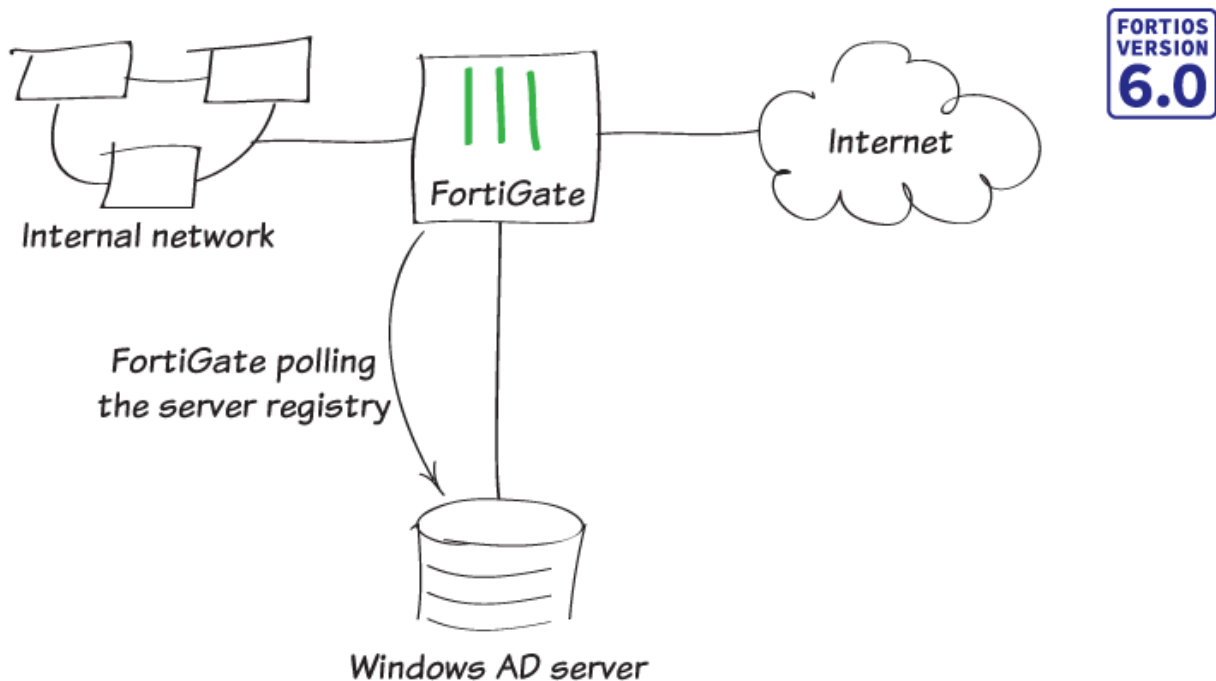 FORTIOS
VERSION
6.0
FortiGate
Internet
Internal network
FortiGate polling
the server registry
Windows AD server